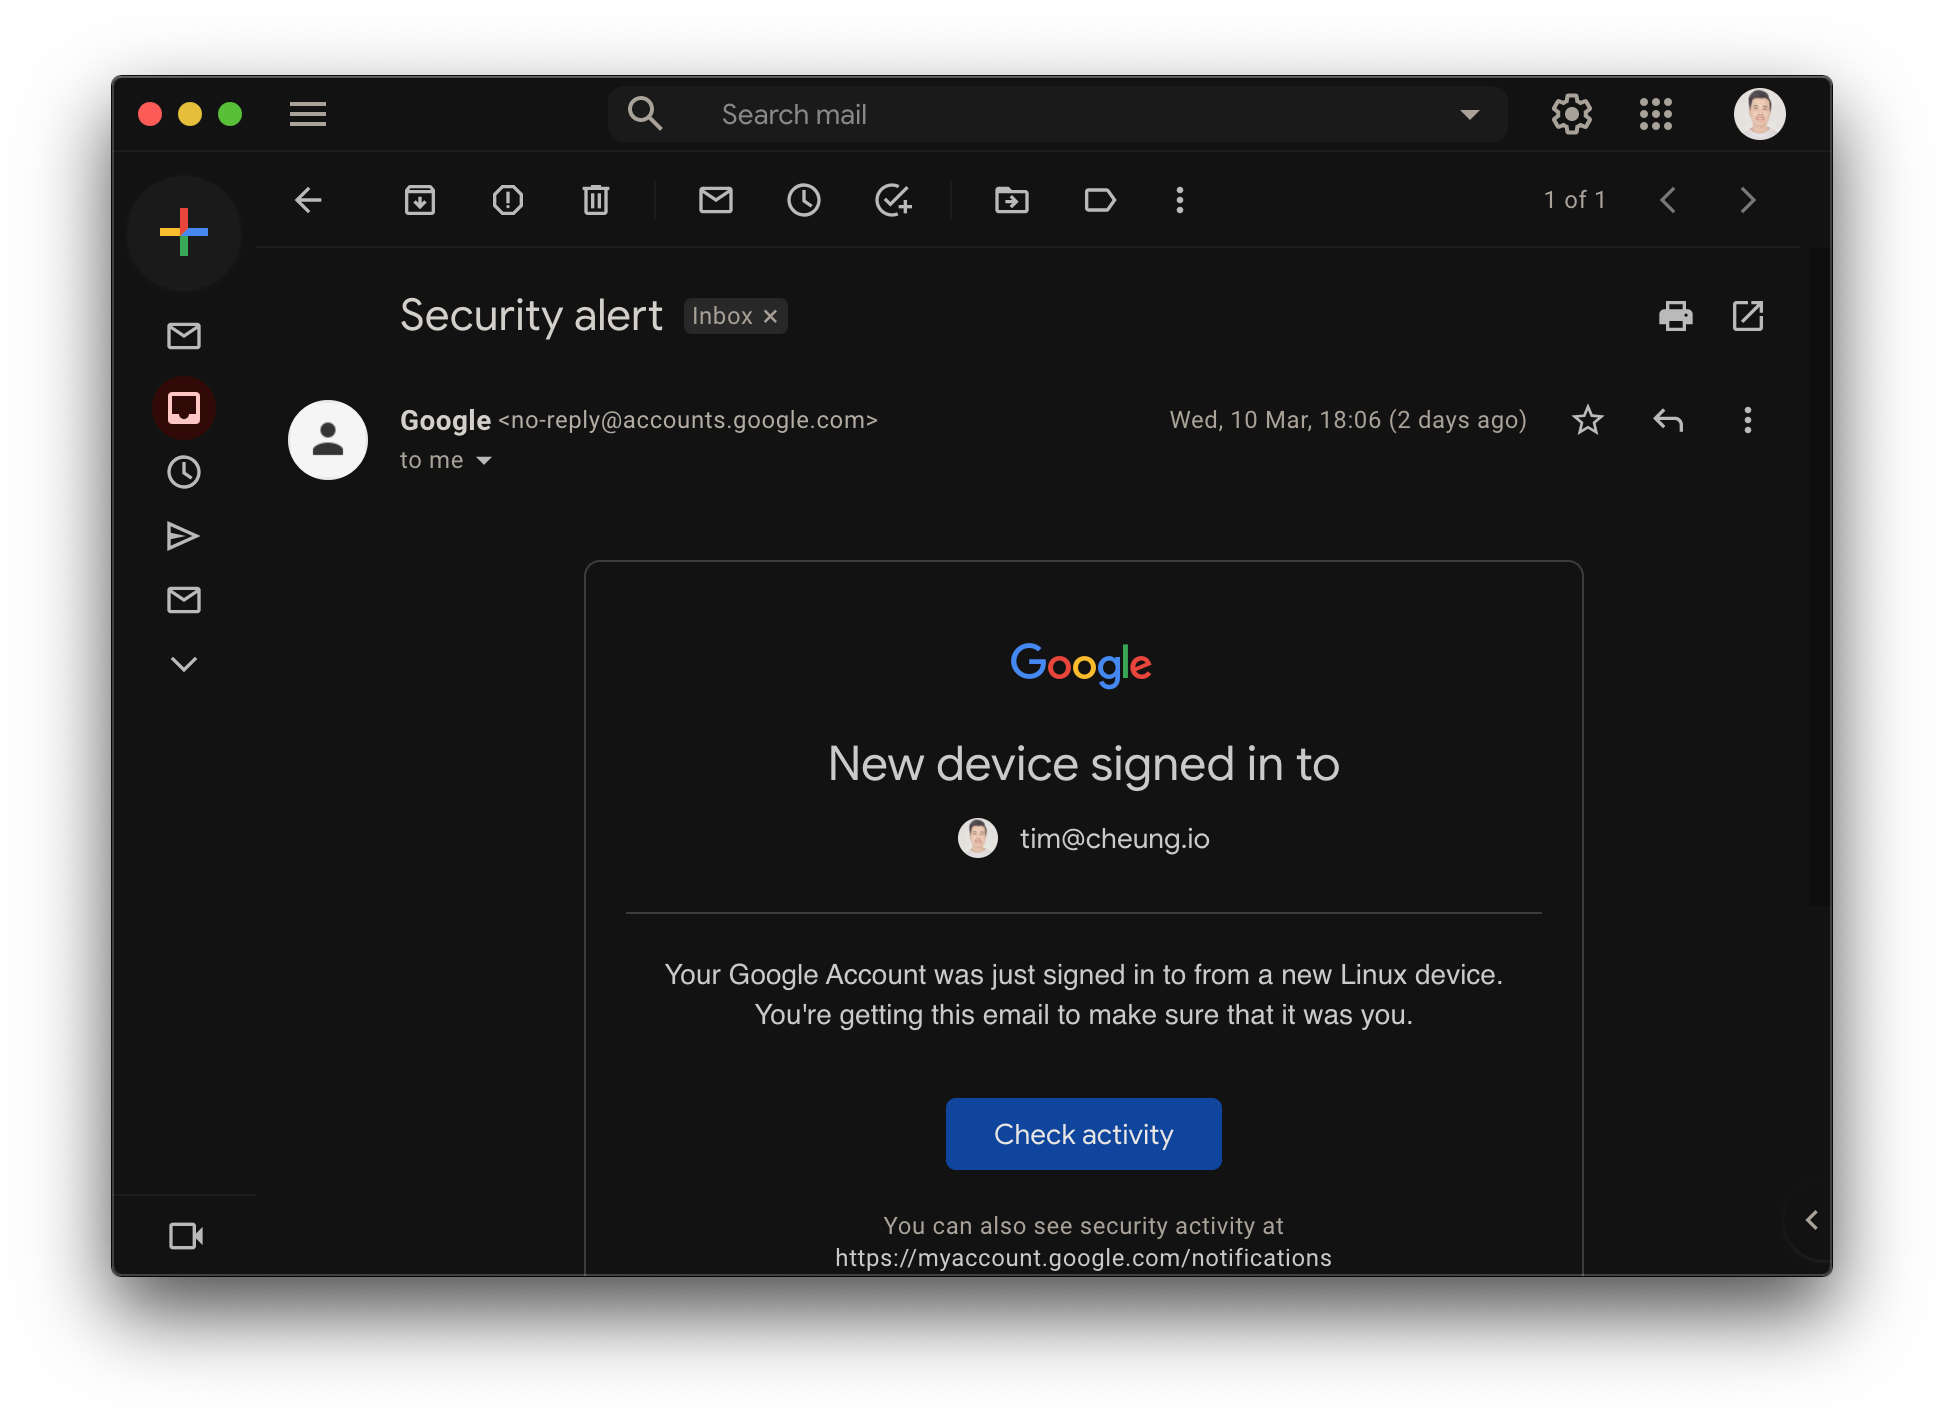 Search mail
1 of 1
Security alert Inbox ×
Google <no-reply@accounts.google.com> Wed, 10 Mar, 18:06 (2 days ago)
to me
Google
New device signed in to
tim@cheung.io
Your Google Account was just signed in to from a new Linux device.
You're getting this email to make sure that it was you.
Check activity
You can also see security activity at
https://myaccount.google.com/notifications